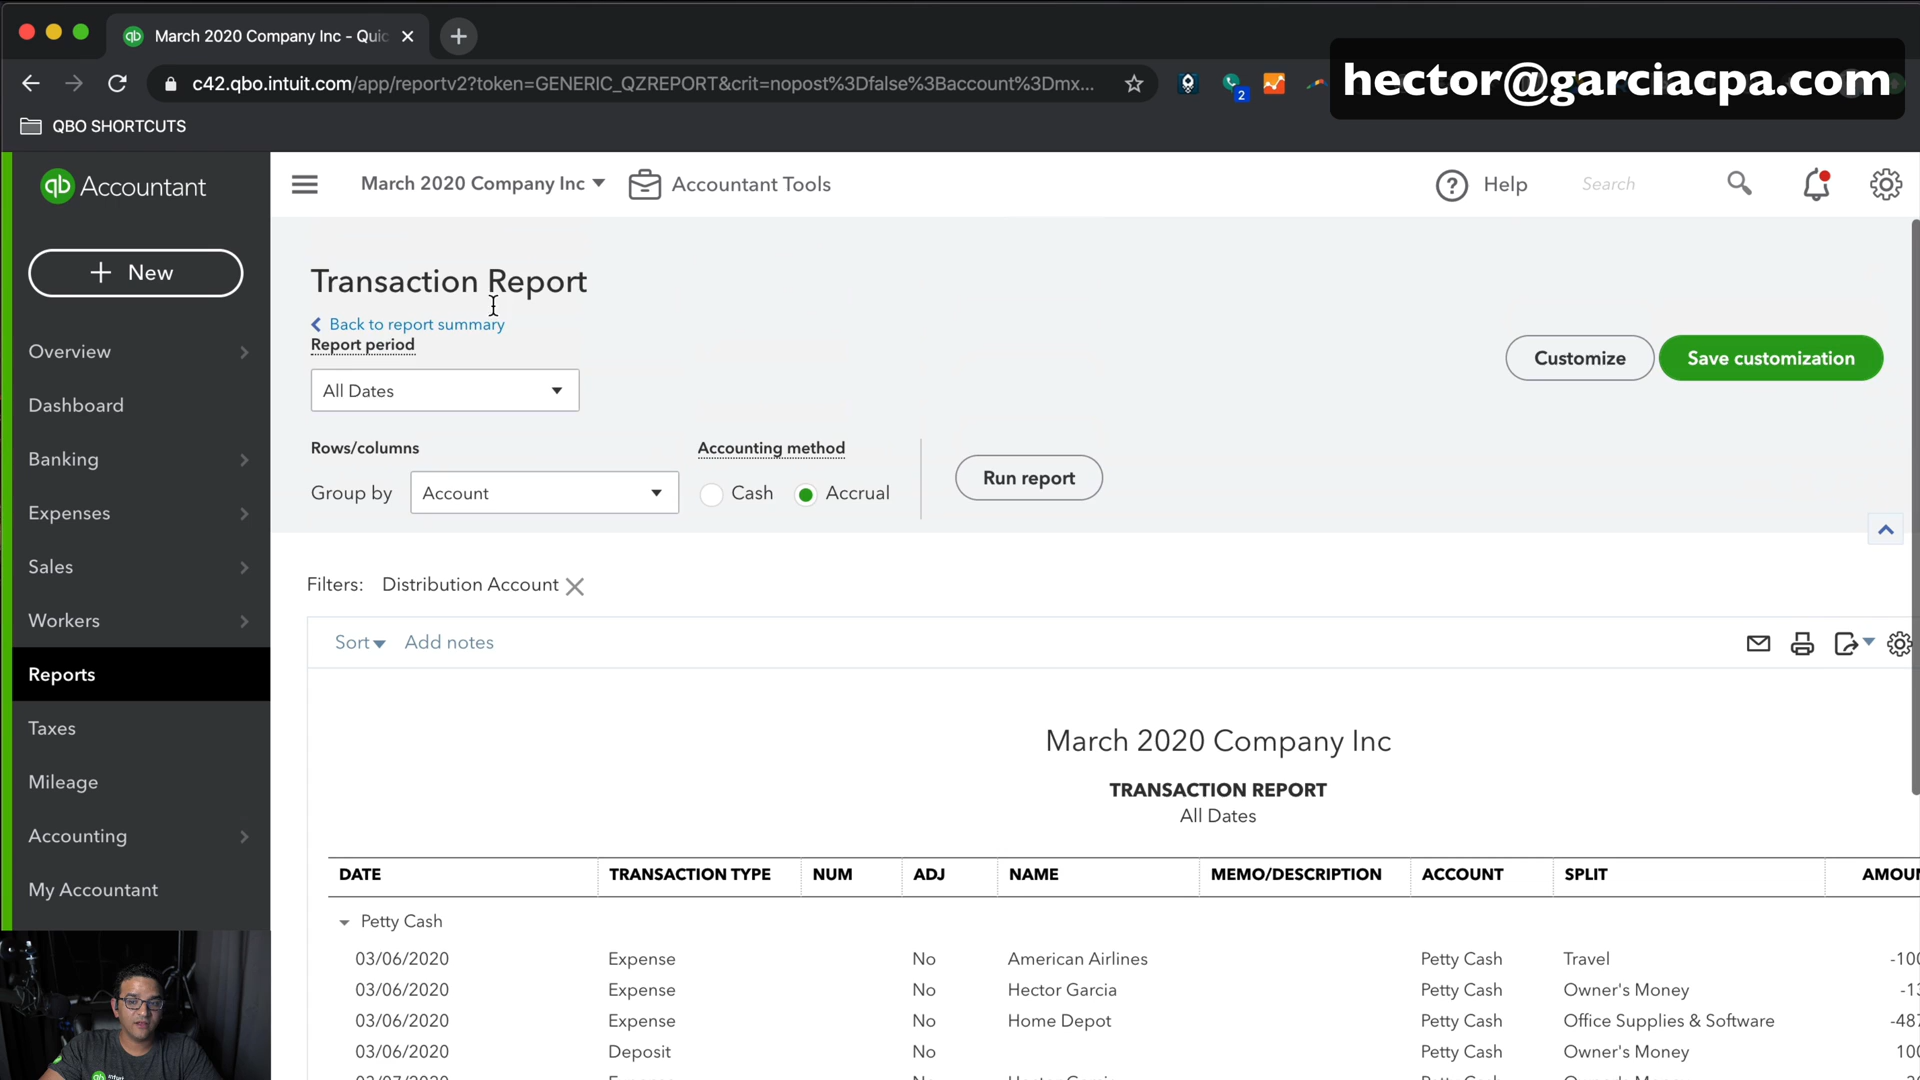 March 2020 Company Inc - Quic
c42.qbo.intuit.com/app/reportv2?token=GENERIC_QZREPORT&crit=nopost%3Dfalse%3Baccount%3Dmx...
2
hector@garciacpa.com
QBO SHORTCUTS
qb Accountant
March 2020 Company Inc
Accountant Tools
Help
Search
New
Overview
Dashboard
Banking
Expenses
Sales
Workers
Reports
Taxes
Mileage
Accounting
My Accountant
Transaction Report
Back to report summary
Report period
All Dates
Customize
Save customization
Rows/columns
Accounting method
Group by Account
Cash Accrual
Run report
Filters: Distribution Account
Sort Add notes
March 2020 Company Inc
TRANSACTION REPORT
All Dates
DATE TRANSACTION TYPE NUM ADJ NAME MEMO/DESCRIPTION ACCOUNT SPLIT AMOUN
Petty Cash
03/06/2020 Expense No American Airlines Petty Cash Travel -100
03/06/2020 Expense No Hector Garcia Petty Cash Owner's Money -13
03/06/2020 Expense No Home Depot Petty Cash Office Supplies & Software -487
03/06/2020 Deposit No Petty Cash Owner's Money 100